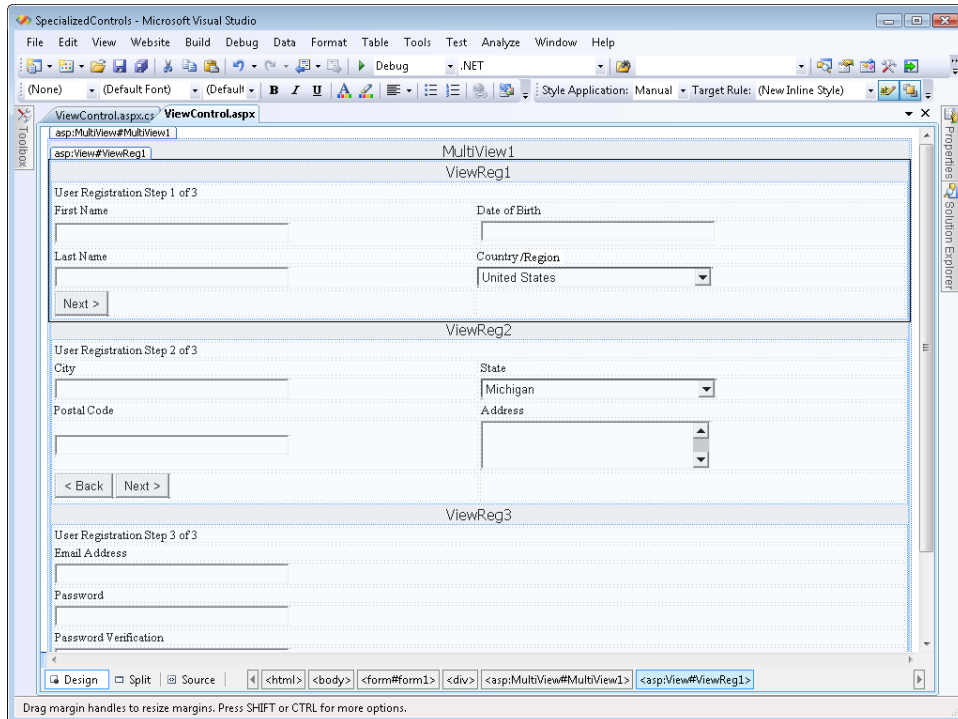 SpecializedControls - Microsoft Visual Studio
File Edit View Website Build Debug Data Format Table Tools Test Analyze Window Help
Debug .NET
(None) (Default Font) (Default B I U A Style Application: Manual Target Rule: (New Inline Style) ab
ViewControl.aspx.cs ViewControl.aspx
Toolbox
Properties
Solution Explorer
asp:MultiView#MultiView1
MultiView1
asp:View#ViewReg1
ViewReg1
User Registration Step 1 of 3
First Name Date of Birth
Last Name Country/Region
United States
Next >
ViewReg2
User Registration Step 2 of 3
City State
Michigan
Postal Code Address
< Back Next >
ViewReg3
User Registration Step 3 of 3
Email Address
Password
Password Verification
Design Split Source <html> <body> <form#form1> <div> <asp:MultiView#MultiView1> <asp:View#ViewReg1>
Drag margin handles to resize margins. Press SHIFT or CTRL for more options.